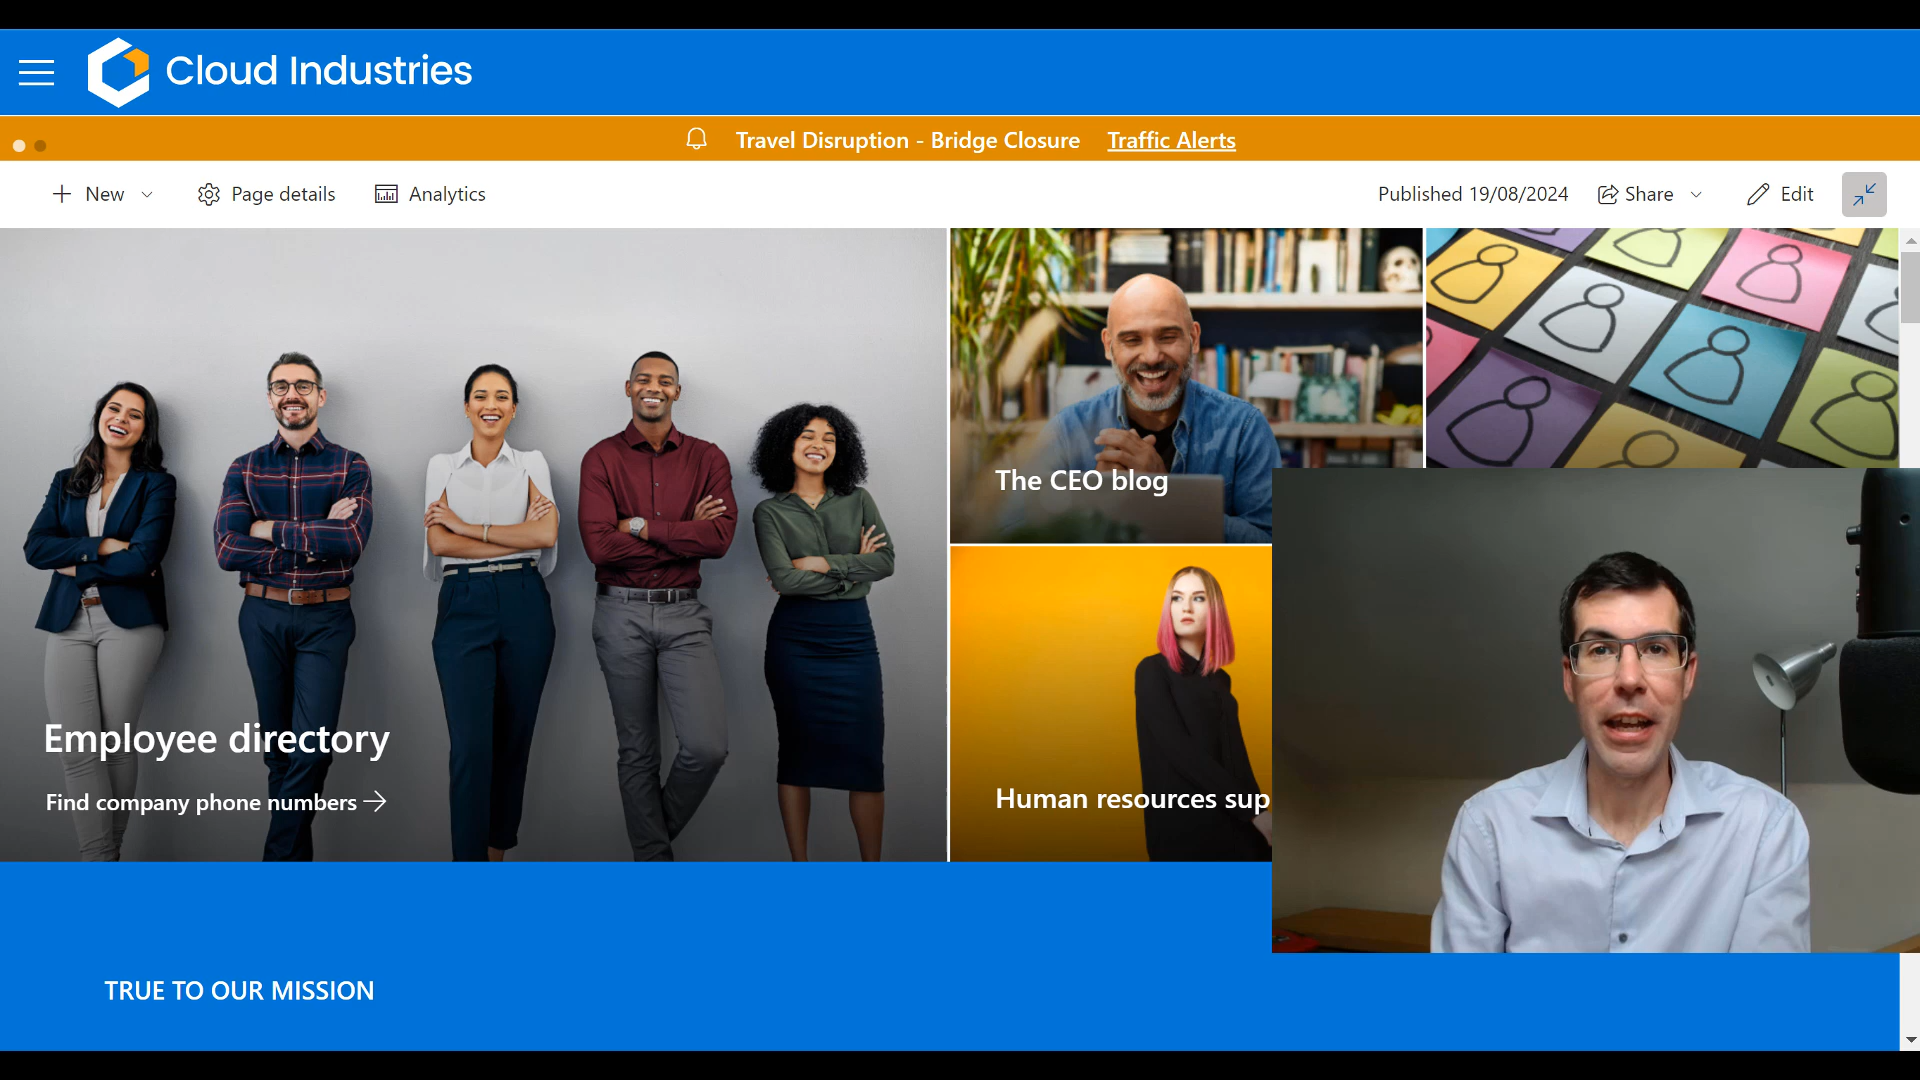 Cloud Industries
Travel Disruption - Bridge Closure Traffic Alerts
New Page details Analytics Published 19/08/2024 Share Edit
The CEO blog
Employee directory
Find company phone numbers
Human resources sup
TRUE TO OUR MISSION